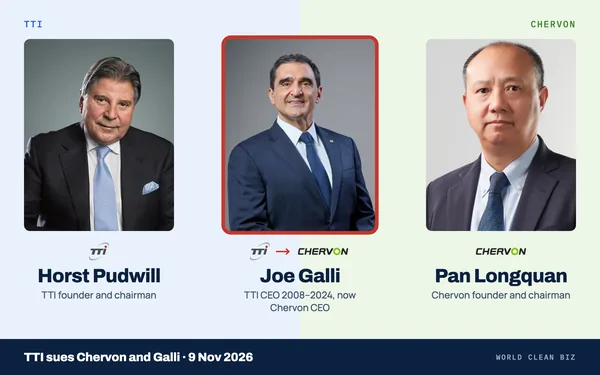 TTI
CHERVON
TTI
TTI → CHERVON
CHERVON
Horst Pudwill
TTI founder and chairman
Joe Galli
TTI CEO 2008–2024, now
Chervon CEO
Pan Longquan
Chervon founder and chairman
TTI sues Chervon and Galli · 9 Nov 2026
WORLD CLEAN BIZ